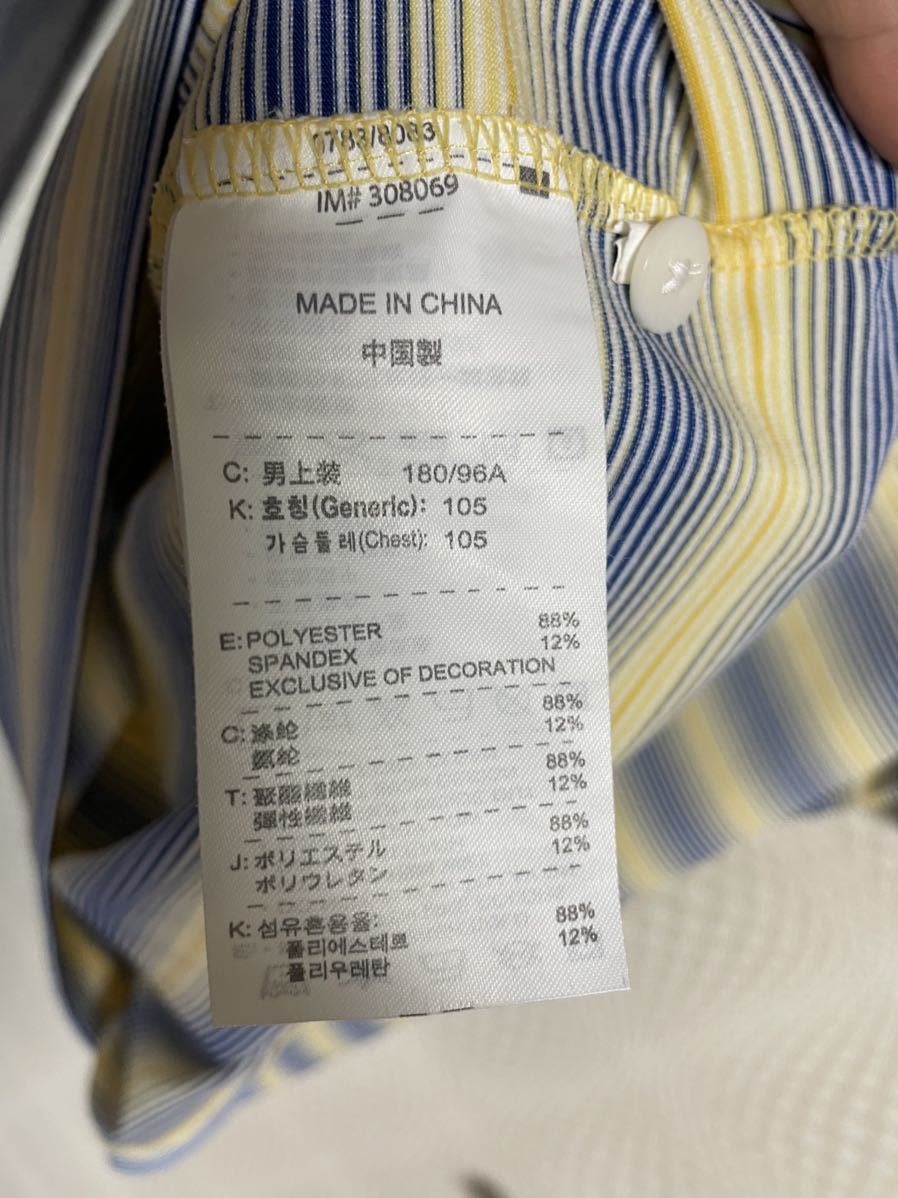 IM# 308069
MADE IN CHINA
中国製
C: 男上装 180/96A
K: 호칭(Generic): 105
가슴둘레(Chest): 105
E: POLYESTER 88%
SPANDEX 12%
EXCLUSIVE OF DECORATION
C: 涤纶 88%
氨纶 12%
T: 聚酯纖維 88%
彈性纖維 12%
J: ポリエステル 88%
ポリウレタン 12%
K: 섬유혼용율:
폴리에스테르 88%
폴리우레탄 12%